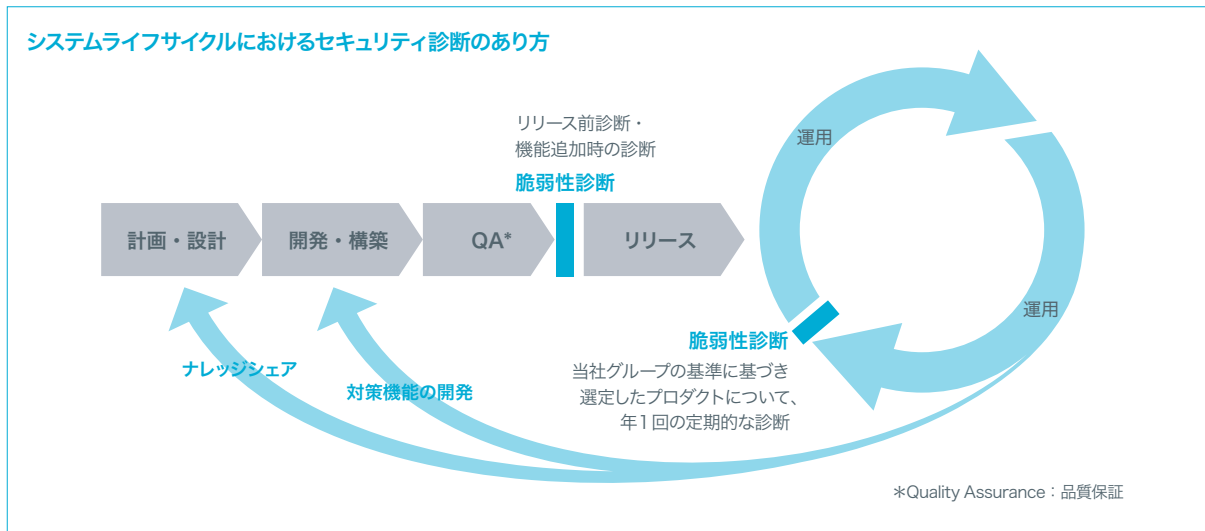 システムライフサイクルにおけるセキュリティ診断のあり方
リリース前診断・
機能追加時の診断
脆弱性診断
計画・設計
開発・構築
QA*
リリース
運用
運用
脆弱性診断
当社グループの基準に基づき
選定したプロダクトについて、
年1回の定期的な診断
ナレッジシェア
対策機能の開発
＊Quality Assurance：品質保証